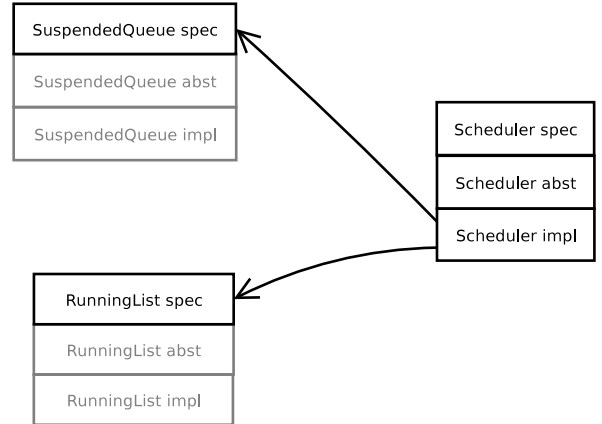 SuspendedQueue spec
SuspendedQueue abst
SuspendedQueue impl
Scheduler spec
Scheduler abst
Scheduler impl
RunningList spec
RunningList abst
RunningList impl